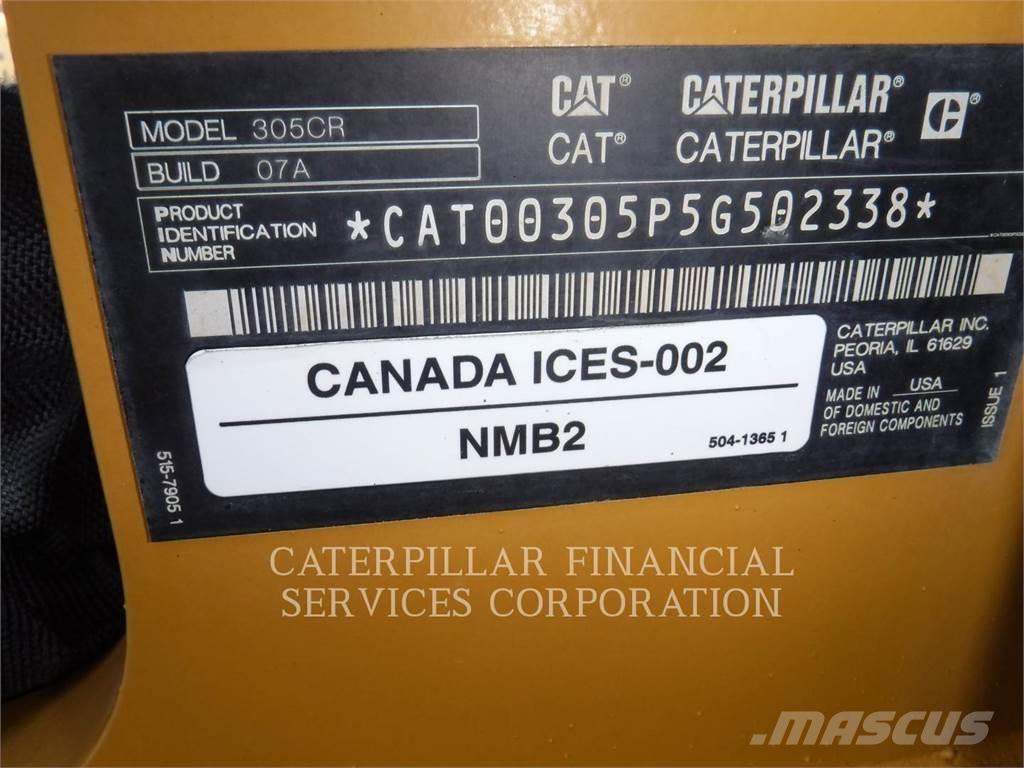 CAT® CATERPILLAR® C®
CAT® CATERPILLAR®
MODEL 305CR
BUILD 07A
PRODUCT
IDENTIFICATION
NUMBER
*CAT00305P5G502338*
CANADA ICES-002
NMB2
504-1365 1
CATERPILLAR INC.
PEORIA, IL 61629
USA
MADE IN USA
OF DOMESTIC AND
FOREIGN COMPONENTS
ISSUE 1
515-7905 1
CATERPILLAR FINANCIAL
SERVICES CORPORATION
MASCUS